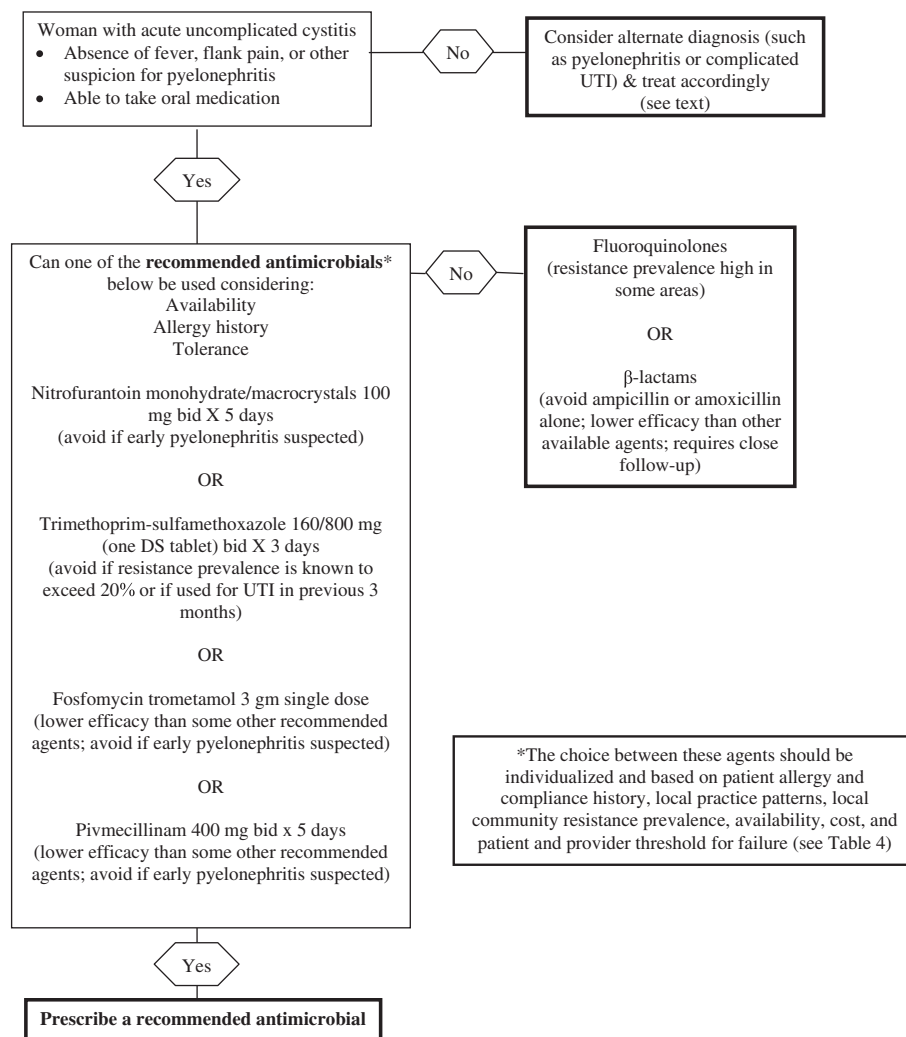 Woman with acute uncomplicated cystitis
• Absence of fever, flank pain, or other
suspicion for pyelonephritis
• Able to take oral medication
No
Consider alternate diagnosis (such
as pyelonephritis or complicated
UTI) & treat accordingly
(see text)
Yes
Can one of the recommended antimicrobials*
below be used considering:
Availability
Allergy history
Tolerance
Nitrofurantoin monohydrate/macrocrystals 100
mg bid X 5 days
(avoid if early pyelonephritis suspected)
OR
Trimethoprim-sulfamethoxazole 160/800 mg
(one DS tablet) bid X 3 days
(avoid if resistance prevalence is known to
exceed 20% or if used for UTI in previous 3
months)
OR
Fosfomycin trometamol 3 gm single dose
(lower efficacy than some other recommended
agents; avoid if early pyelonephritis suspected)
OR
Pivmecillinam 400 mg bid x 5 days
(lower efficacy than some other recommended
agents; avoid if early pyelonephritis suspected)
No
Fluoroquinolones
(resistance prevalence high in
some areas)
OR
β-lactams
(avoid ampicillin or amoxicillin
alone; lower efficacy than other
available agents; requires close
follow-up)
*The choice between these agents should be
individualized and based on patient allergy and
compliance history, local practice patterns, local
community resistance prevalence, availability, cost, and
patient and provider threshold for failure (see Table 4)
Yes
Prescribe a recommended antimicrobial